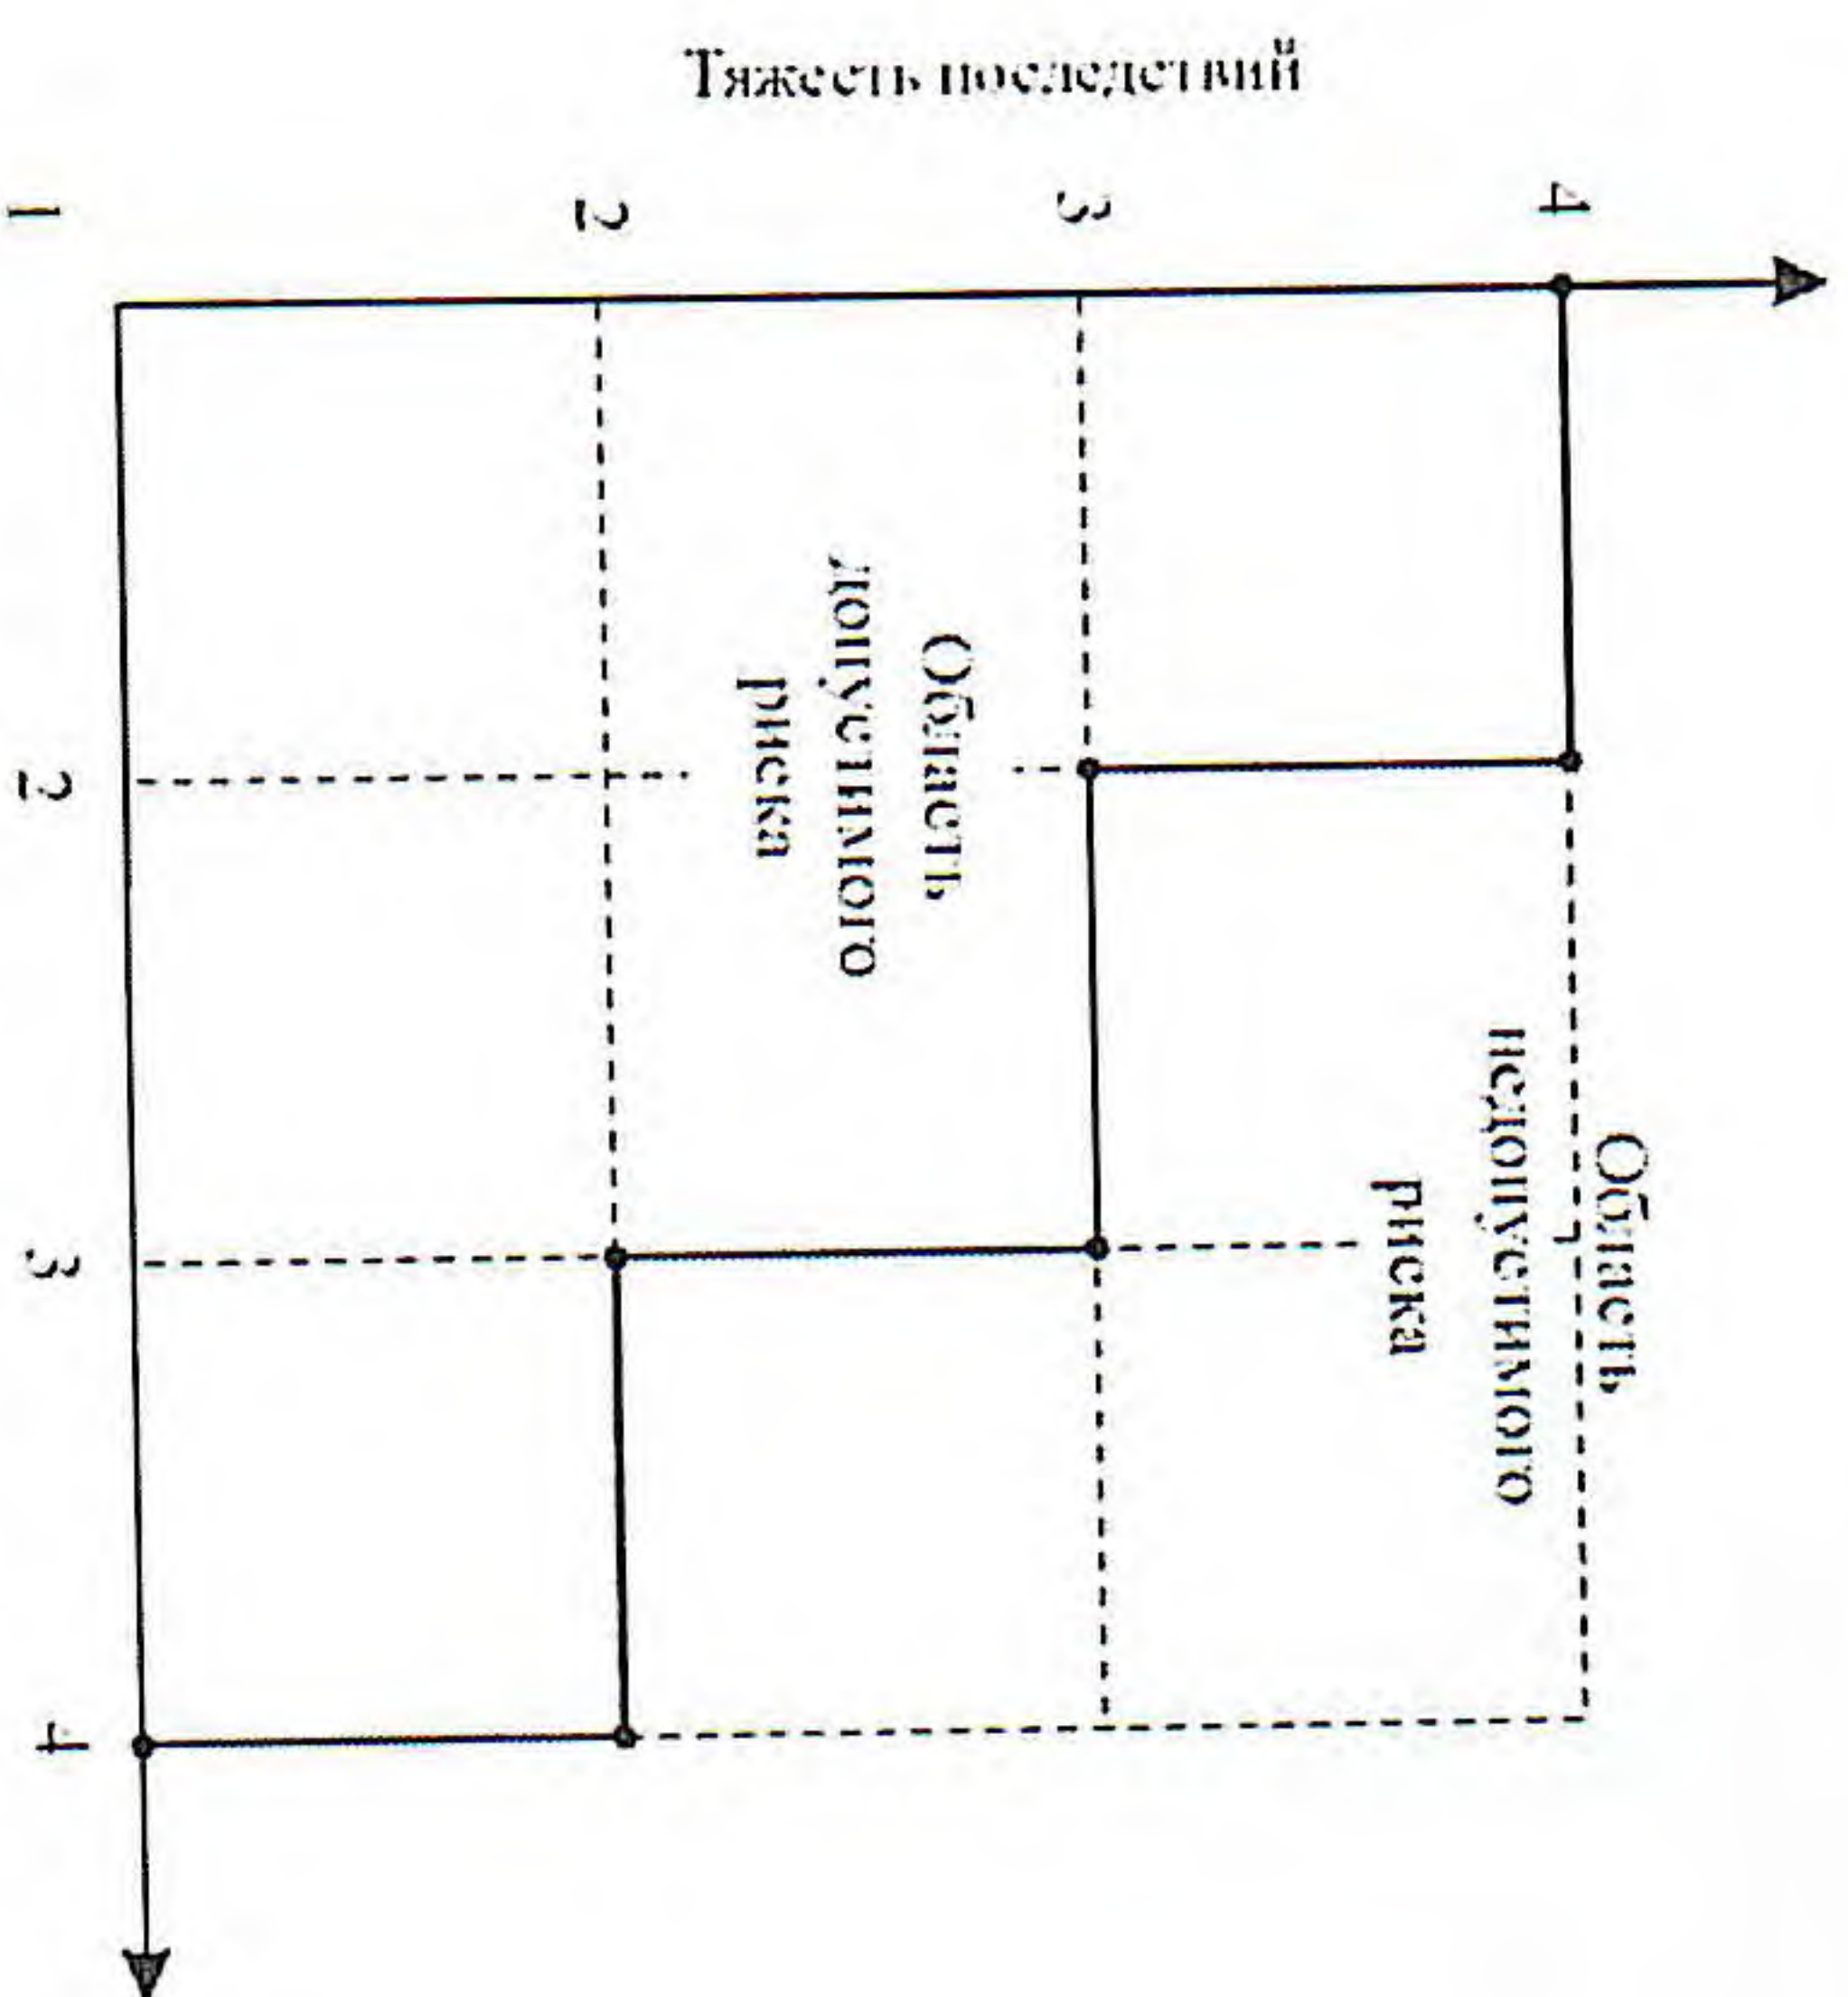 Тяжесть последствий
4
3
2
1
Область
недопустимого
риска
Область
допустимого
риска
2
3
4